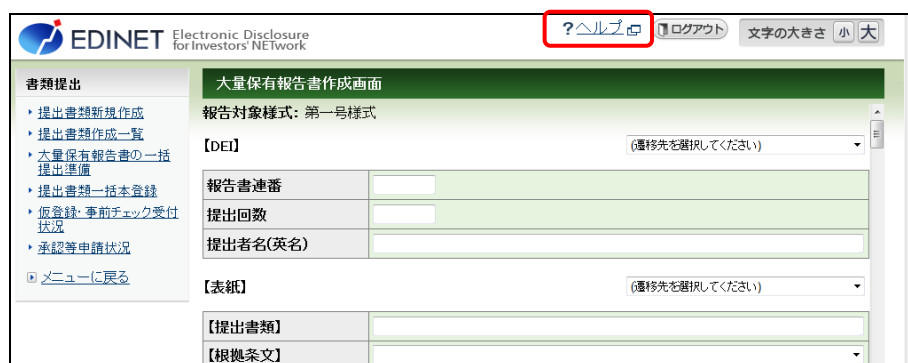 EDINET Electronic Disclosure
for Investors' NETwork
?ヘルプ
ログアウト
文字の大きさ 小 大
書類提出
提出書類新規作成
提出書類作成一覧
大量保有報告書の一括
提出準備
提出書類一括本登録
仮登録・事前チェック受付
状況
承認等申請状況
メニューに戻る
大量保有報告書作成画面
報告対象様式: 第一号様式
【DEI】 (遷移先を選択してください)
報告書連番
提出回数
提出者名(英名)
【表紙】 (遷移先を選択してください)
【提出書類】
【根拠条文】